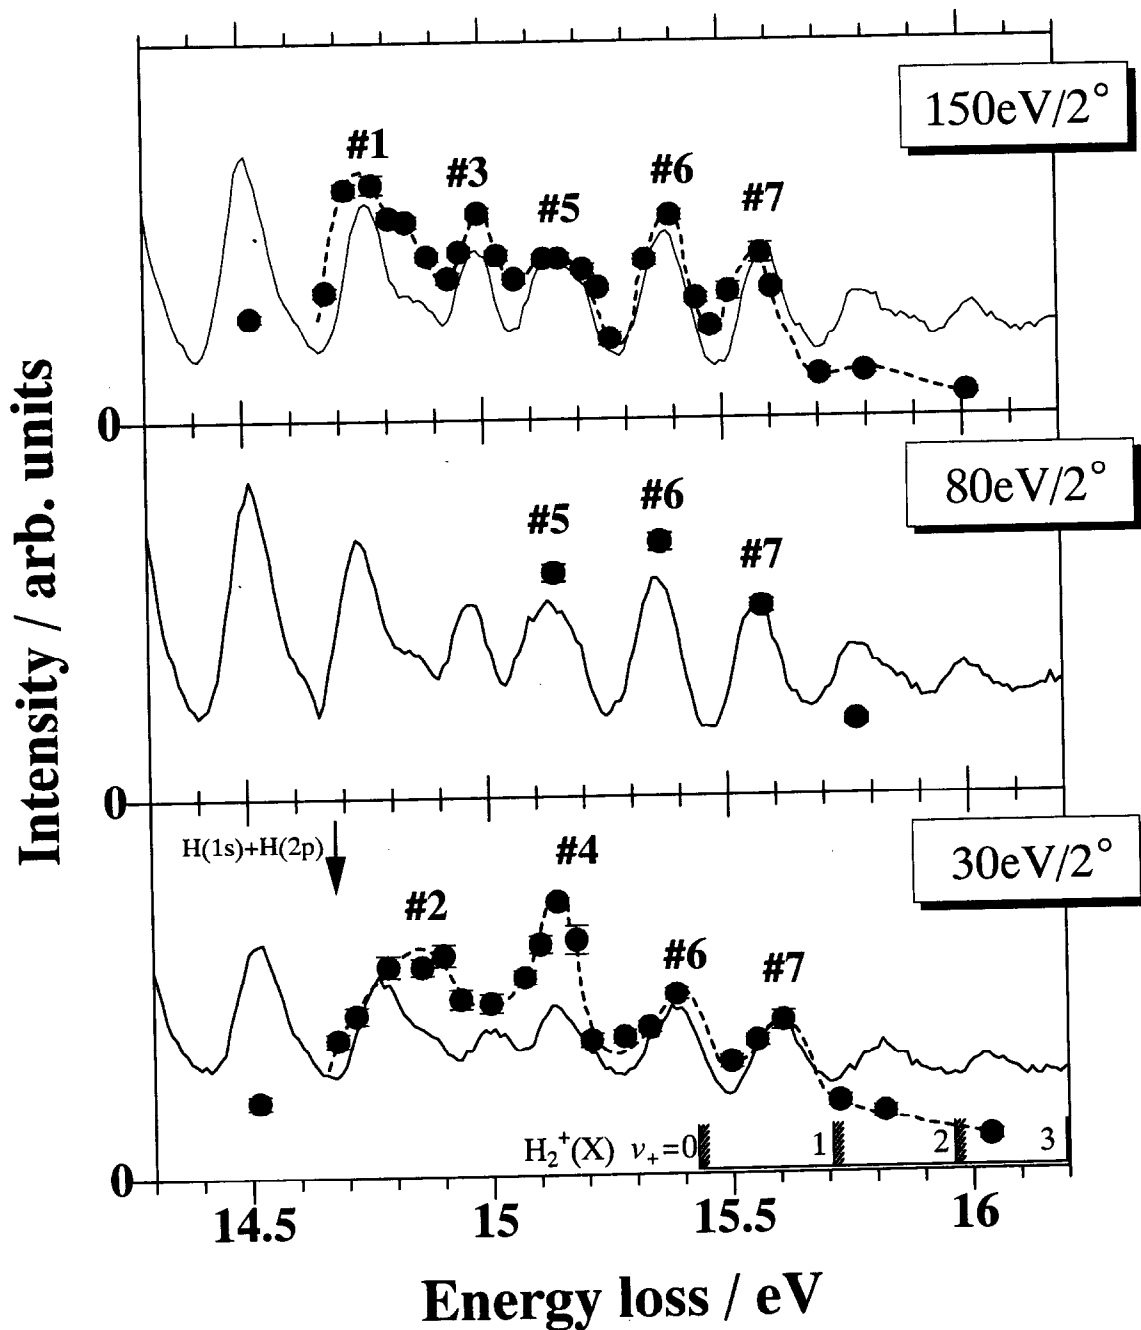 150eV/2°
#1
#3
#5
#6
#7
0
80eV/2°
#5
#6
#7
0
H(1s)+H(2p)
30eV/2°
#2
#4
#6
#7
H₂⁺(X) ν₊=0 1 2 3
0
14.5 15 15.5 16
Energy loss / eV
Intensity / arb. units